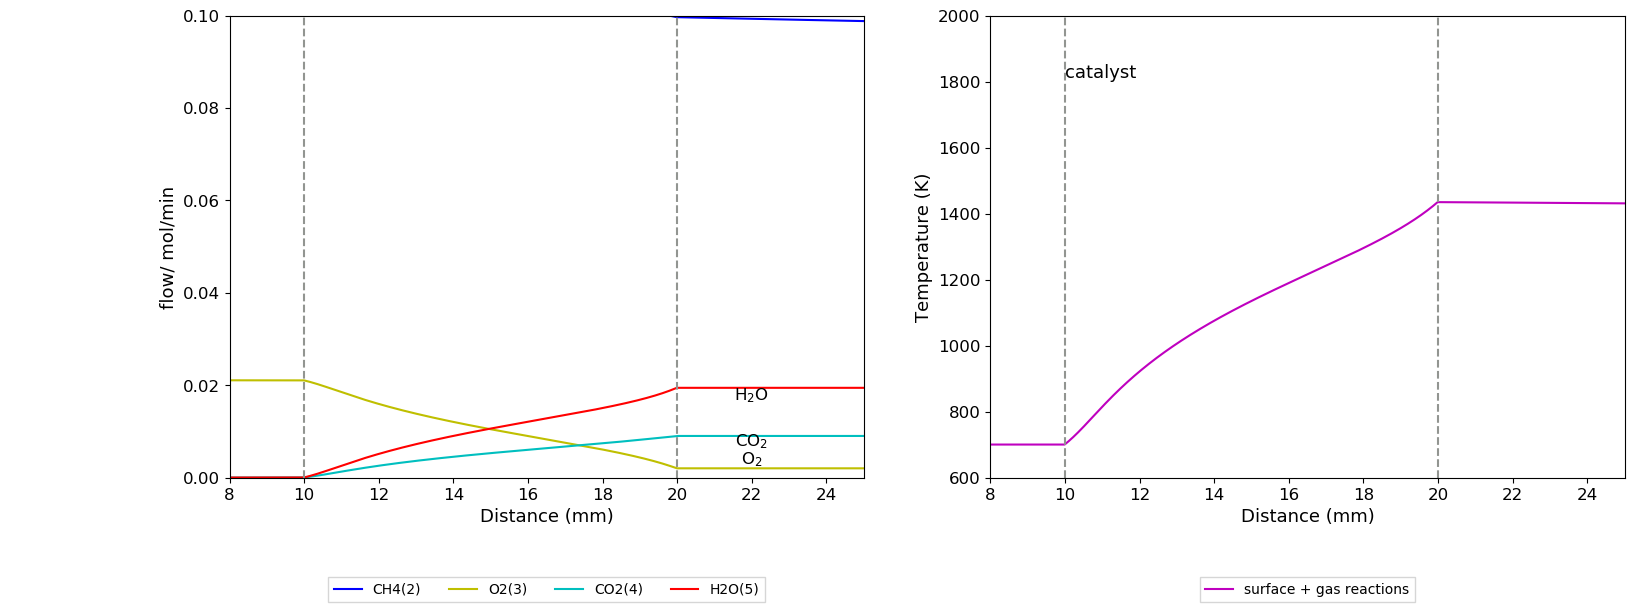 0.10
0.08
0.06
0.04
0.02
0.00
flow/ mol/min
H₂O
CO₂
O₂
8 10 12 14 16 18 20 22 24
Distance (mm)
CH4(2) O2(3) CO2(4) H2O(5)
2000
1800
1600
1400
1200
1000
800
600
Temperature (K)
catalyst
8 10 12 14 16 18 20 22 24
Distance (mm)
surface + gas reactions